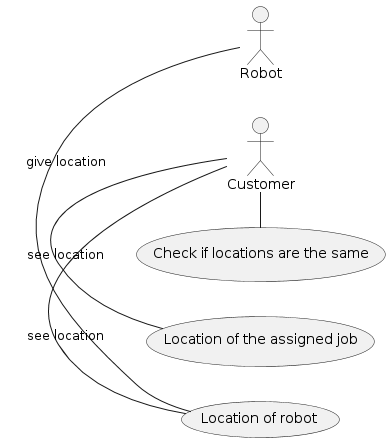 Robot
give location
Customer
Check if locations are the same
see location
Location of the assigned job
see location
Location of robot